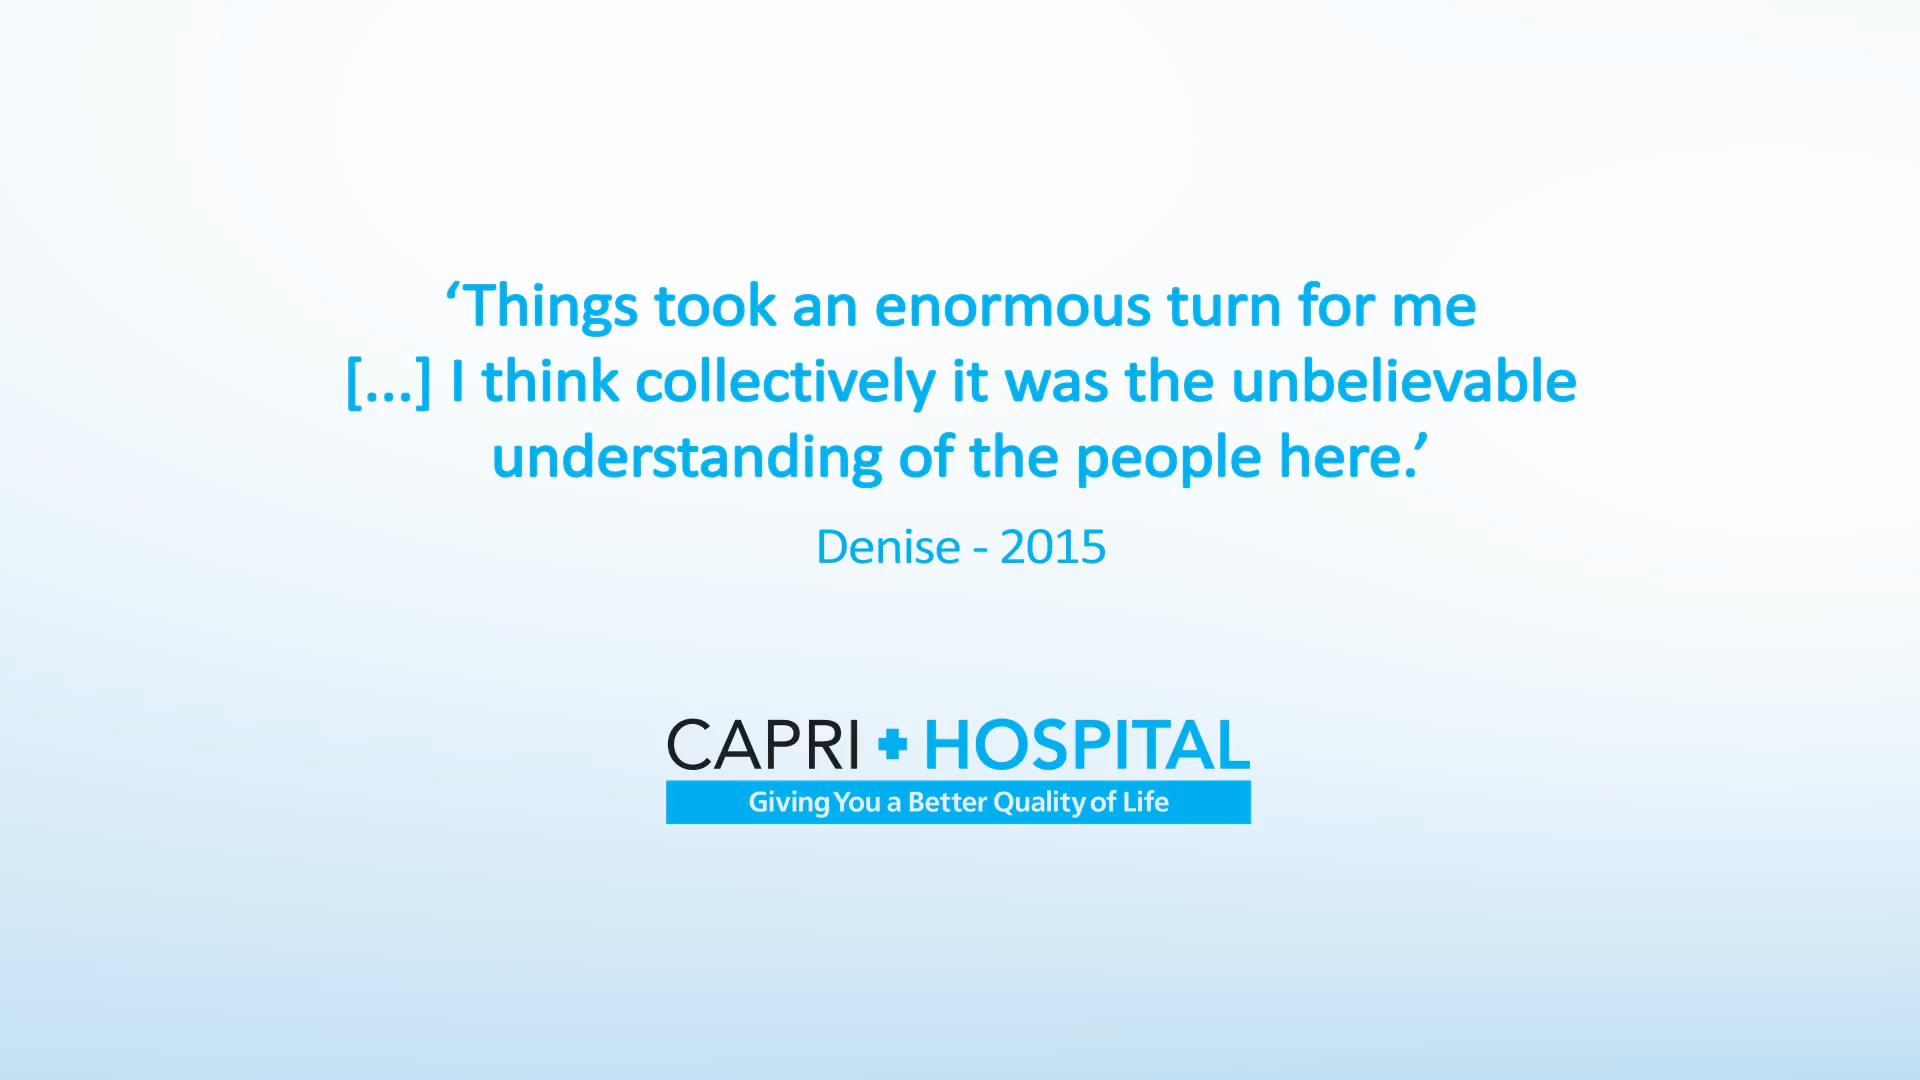 ‘Things took an enormous turn for me
[...] I think collectively it was the unbelievable
understanding of the people here.’
Denise - 2015
CAPRI + HOSPITAL
Giving You a Better Quality of Life